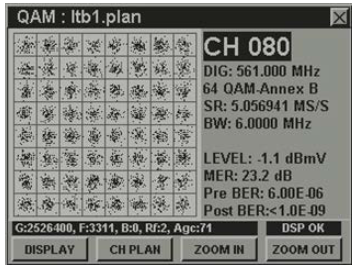 QAM : ltb1.plan
CH 080
DIG: 561.000 MHz
64 QAM-Annex B
SR: 5.056941 MS/S
BW: 6.0000 MHz
LEVEL: -1.1 dBmV
MER: 23.2 dB
Pre BER: 6.00E-06
Post BER:<1.0E-09
G:2526400, F:3311, B:0, Rf:2, Agc:71
DSP OK
DISPLAY
CH PLAN
ZOOM IN
ZOOM OUT